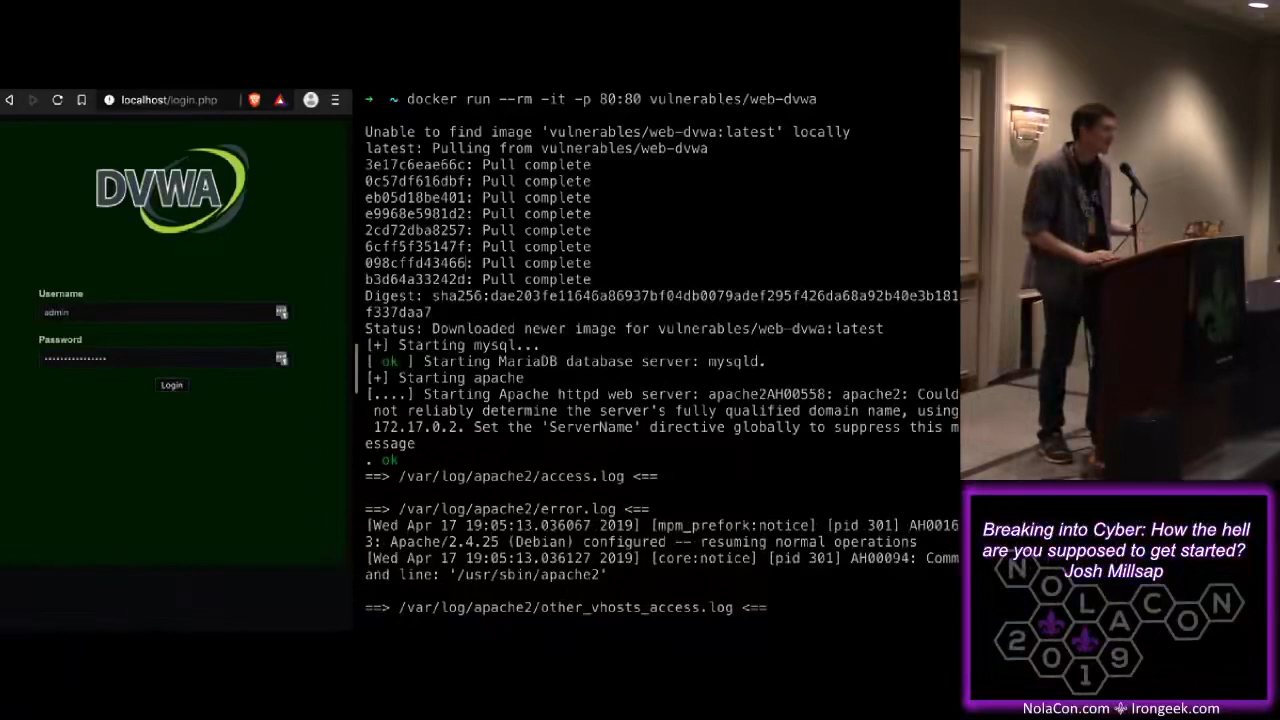 localhost/login.php
DVWA
Username
admin
Password
Login
➜ ~ docker run --rm -it -p 80:80 vulnerables/web-dvwa
Unable to find image 'vulnerables/web-dvwa:latest' locally
latest: Pulling from vulnerables/web-dvwa
3e17c6eae66c: Pull complete
0c57df616dbf: Pull complete
eb05d18be401: Pull complete
e9968e5981d2: Pull complete
2cd72dba8257: Pull complete
6cff5f35147f: Pull complete
098cffd43466: Pull complete
b3d64a33242d: Pull complete
Digest: sha256:dae203fe11646a86937bf04db0079adef295f426da68a92b40e3b181
f337daa7
Status: Downloaded newer image for vulnerables/web-dvwa:latest
[+] Starting mysql...
[ ok ] Starting MariaDB database server: mysqld.
[+] Starting apache
[....] Starting Apache httpd web server: apache2AH00558: apache2: Could
not reliably determine the server's fully qualified domain name, using
172.17.0.2. Set the 'ServerName' directive globally to suppress this m
essage
. ok
==> /var/log/apache2/access.log <==
==> /var/log/apache2/error.log <==
[Wed Apr 17 19:05:13.036067 2019] [mpm_prefork:notice] [pid 301] AH0016
3: Apache/2.4.25 (Debian) configured -- resuming normal operations
[Wed Apr 17 19:05:13.036127 2019] [core:notice] [pid 301] AH00094: Comm
and line: '/usr/sbin/apache2'
==> /var/log/apache2/other_vhosts_access.log <==
Breaking into Cyber: How the hell
are you supposed to get started?
Josh Millsap
NOLACON
2019
NolaCon.com ⚜ Irongeek.com